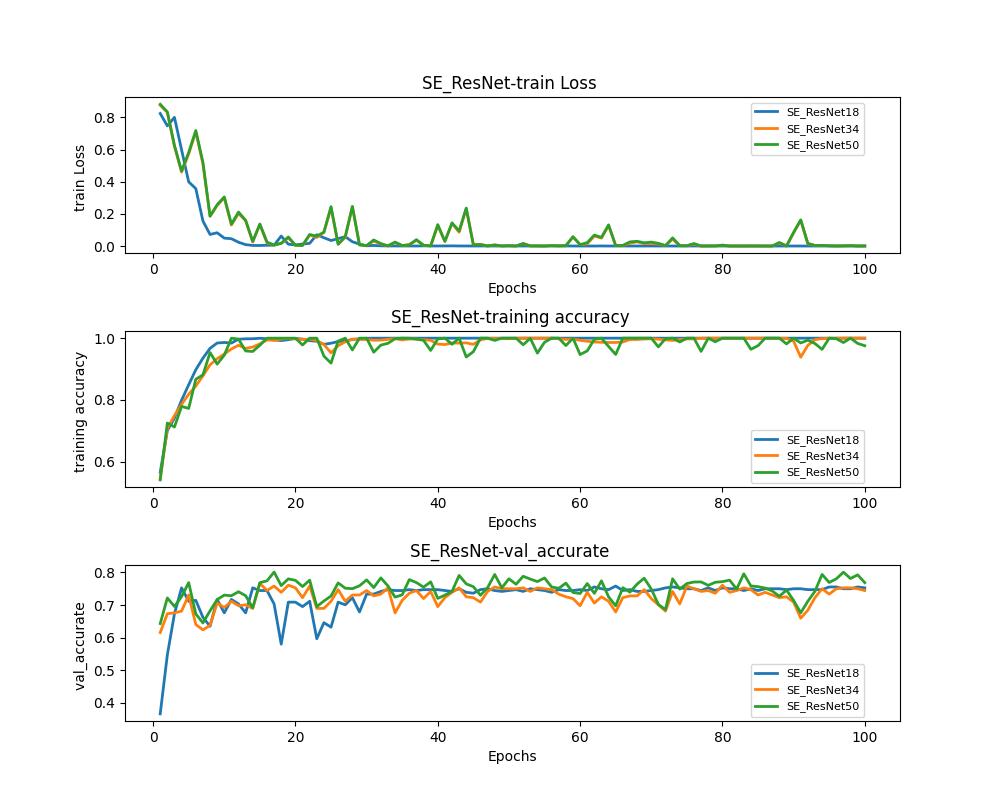 SE_ResNet-train Loss
train Loss
0.8
0.6
0.4
0.2
0.0
SE_ResNet18
SE_ResNet34
SE_ResNet50
0 20 40 60 80 100
Epochs
SE_ResNet-training accuracy
training accuracy
1.0
0.8
0.6
SE_ResNet18
SE_ResNet34
SE_ResNet50
0 20 40 60 80 100
Epochs
SE_ResNet-val_accurate
val_accurate
0.8
0.7
0.6
0.5
0.4
SE_ResNet18
SE_ResNet34
SE_ResNet50
0 20 40 60 80 100
Epochs